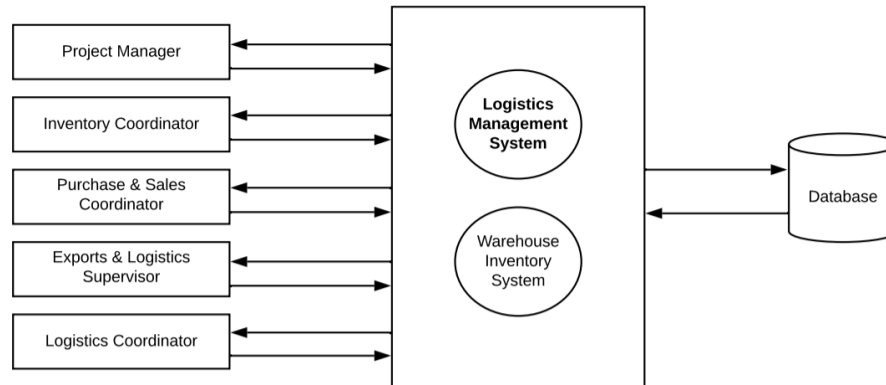 Project Manager
Inventory Coordinator
Purchase & Sales
Coordinator
Exports & Logistics
Supervisor
Logistics Coordinator
Logistics
Management
System
Warehouse
Inventory
System
Database